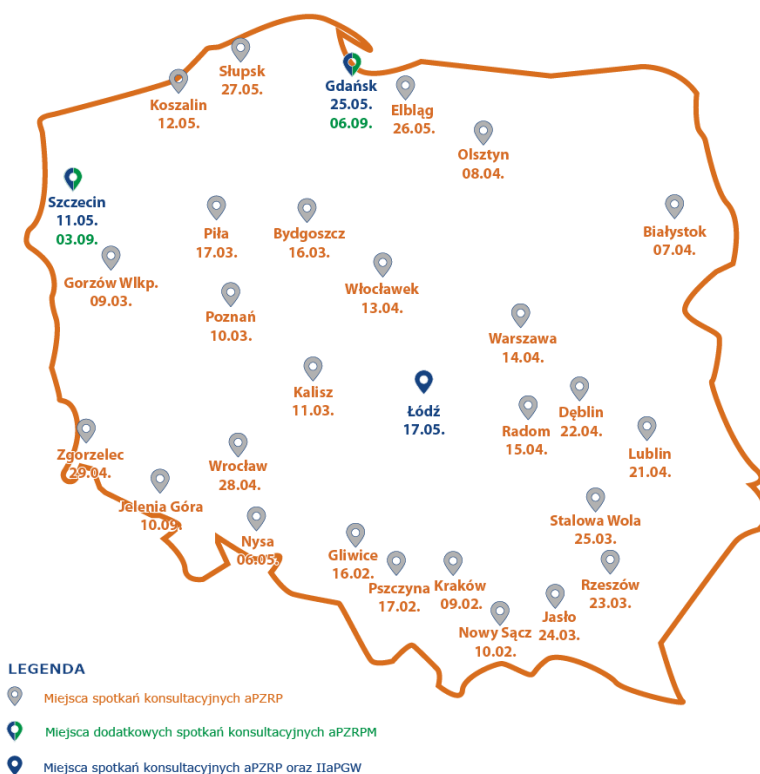 Słupsk
27.05.
Koszalin
12.05.
Gdańsk
25.05.
06.09.
Elbląg
26.05.
Olsztyn
08.04.
Szczecin
11.05.
03.09.
Piła
17.03.
Bydgoszcz
16.03.
Białystok
07.04.
Gorzów Wlkp.
09.03.
Włocławek
13.04.
Poznań
10.03.
Warszawa
14.04.
Kalisz
11.03.
Łódź
17.05.
Dęblin
22.04.
Radom
15.04.
Lublin
21.04.
Zgorzelec
29.04.
Wrocław
28.04.
Jelenia Góra
10.09.
Stalowa Wola
25.03.
Nysa
06.05.
Gliwice
16.02.
Pszczyna
17.02.
Kraków
09.02.
Rzeszów
23.03.
Jasło
24.03.
Nowy Sącz
10.02.
LEGENDA
Miejsca spotkań konsultacyjnych aPZRP
Miejsca dodatkowych spotkań konsultacyjnych aPZRPM
Miejsca spotkań konsultacyjnych aPZRP oraz IIaPGW